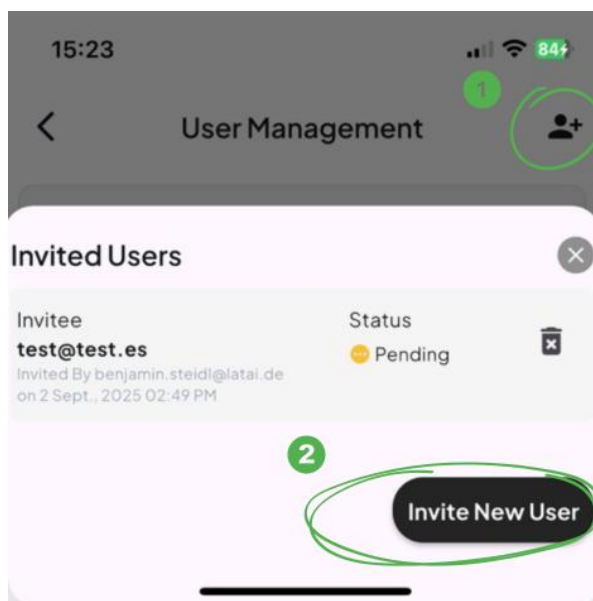 15:23
84
1
User Management
Invited Users
Invitee
Status
test@test.es
Pending
Invited By benjamin.steidl@latai.de
on 2 Sept., 2025 02:49 PM
2
Invite New User